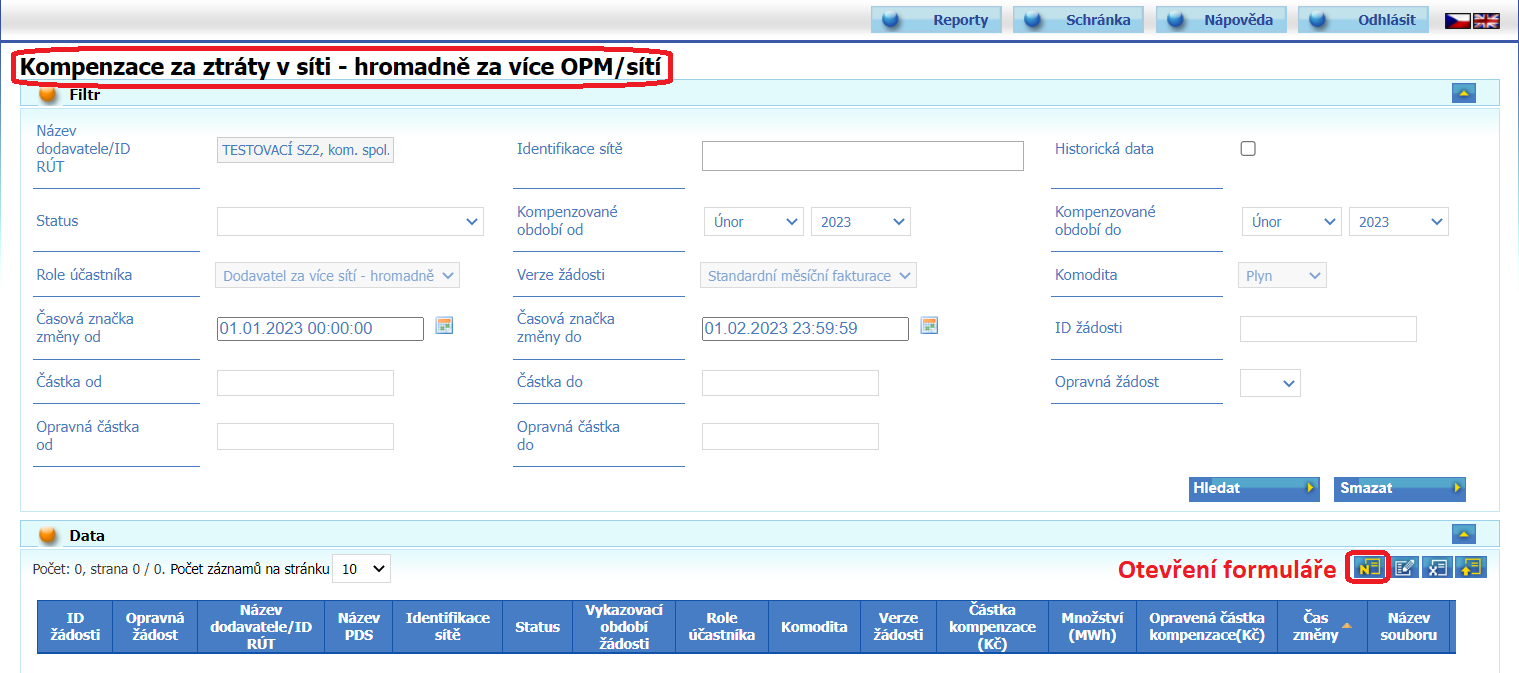 Reporty
Schránka
Nápověda
Odhlásit
Kompenzace za ztráty v síti - hromadně za více OPM/sítí
Filtr
Název
dodavatele/ID
RÚT
TESTOVACÍ SZ2, kom. spol.
Identifikace sítě
Historická data
Status
Kompenzované
období od
Únor
2023
Kompenzované
období do
Únor
2023
Role účastníka
Dodavatel za více sítí - hromadně
Verze žádosti
Standardní měsíční fakturace
Komodita
Plyn
Časová značka
změny od
01.01.2023 00:00:00
Časová značka
změny do
01.02.2023 23:59:59
ID žádosti
Částka od
Částka do
Opravná žádost
Opravná částka
od
Opravná částka
do
Hledat
Smazat
Data
Počet: 0, strana 0 / 0. Počet záznamů na stránku 10
Otevření formuláře
N
ID
žádosti
Opravná
žádost
Název
dodavatele/ID
RÚT
Název
PDS
Identifikace
sítě
Status
Vykazovací
období
žádosti
Role
účastníka
Komodita
Verze
žádosti
Částka
kompenzace
(Kč)
Množství
(MWh)
Opravená částka
kompenzace(Kč)
Čas
změny
Název
souboru